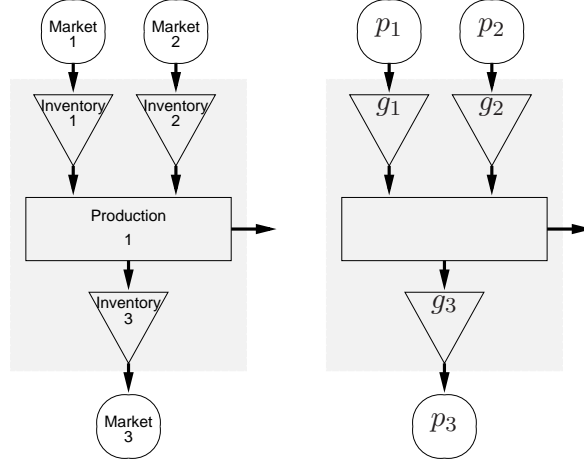 Market
1
Market
2
p₁
p₂
Inventory
1
Inventory
2
g₁
g₂
Production
1
Inventory
3
g₃
Market
3
p₃